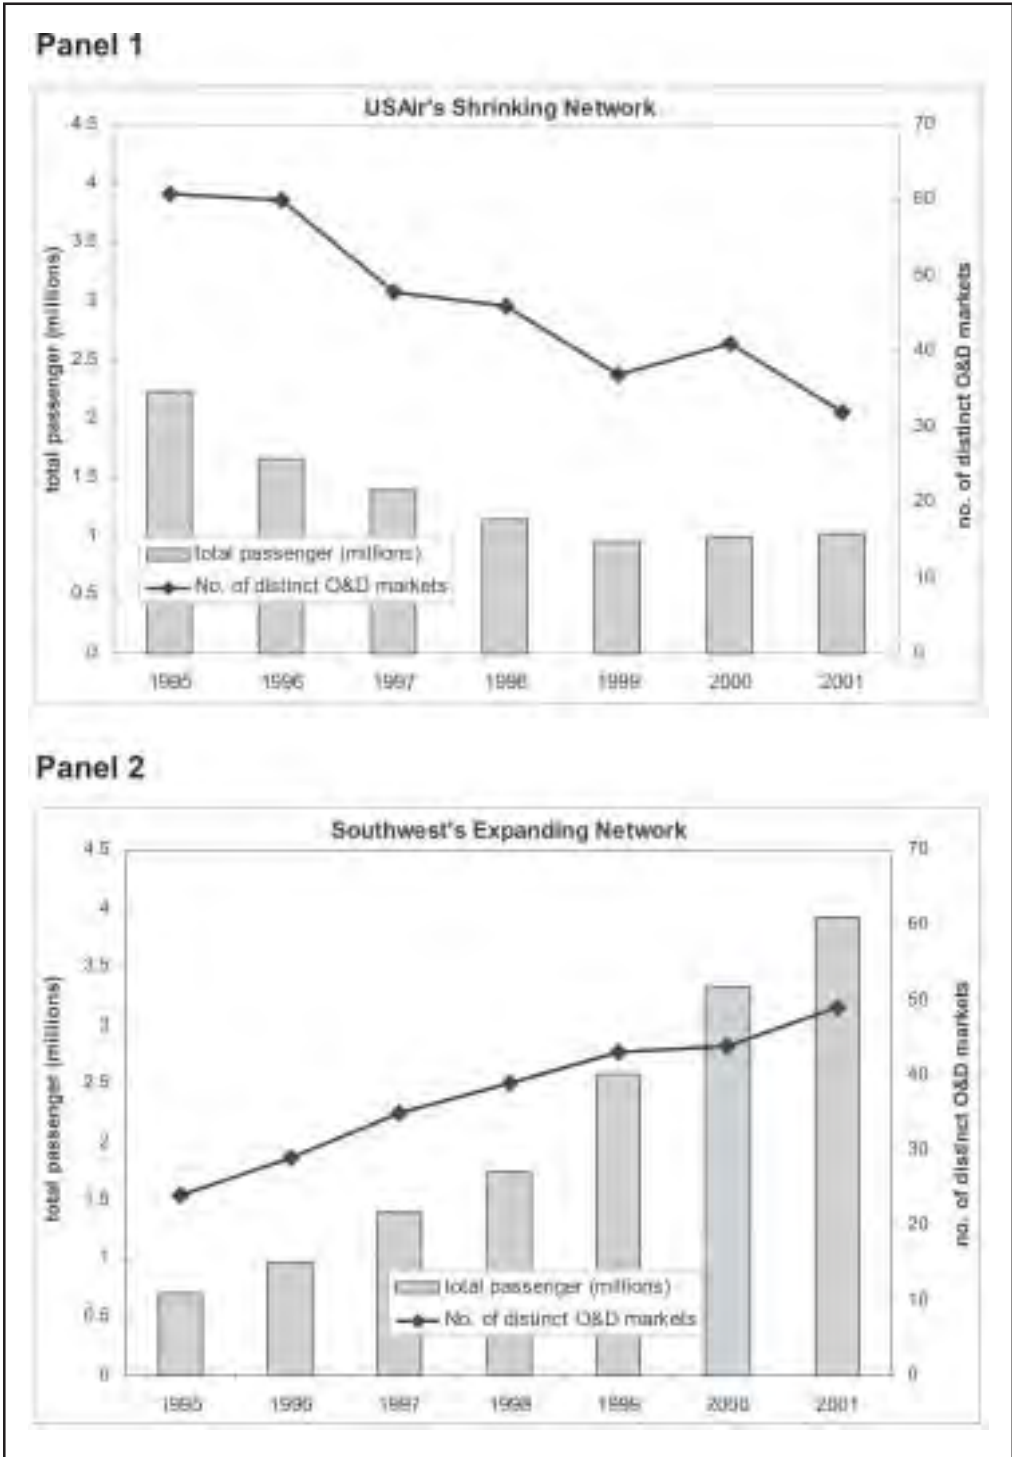 Panel 1
USAir's Shrinking Network
4.5
4
3.5
3
2.5
2
1.5
1
0.5
0
total passenger (millions)
70
60
50
40
30
20
10
0
no. of distinct O&D markets
total passenger (millions)
No. of distinct O&D markets
1995 1996 1997 1998 1999 2000 2001
Panel 2
Southwest's Expanding Network
4.5
4
3.5
3
2.5
2
1.5
1
0.5
0
total passenger (millions)
70
60
50
40
30
20
10
0
no. of distinct O&D markets
total passenger (millions)
No. of distinct O&D markets
1995 1996 1997 1998 1999 2000 2001